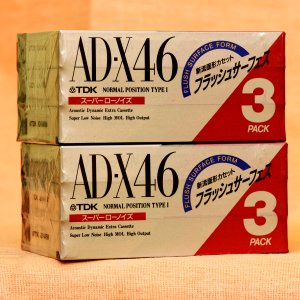 AD-X46
TDK NORMAL POSITION TYPE I
スーパーローノイズ
Acoustic Dynamic Extra Cassette
Super Low Noise High MOL High Output
FLUSH SURFACE FORM
新流面形カセット
フラッシュサーフェス
3
PACK
AD-X46
TDK NORMAL POSITION TYPE I
スーパーローノイズ
Acoustic Dynamic Extra Cassette
Super Low Noise High MOL High Output
FLUSH SURFACE FORM
新流面形カセット
フラッシュサーフェス
3
PACK